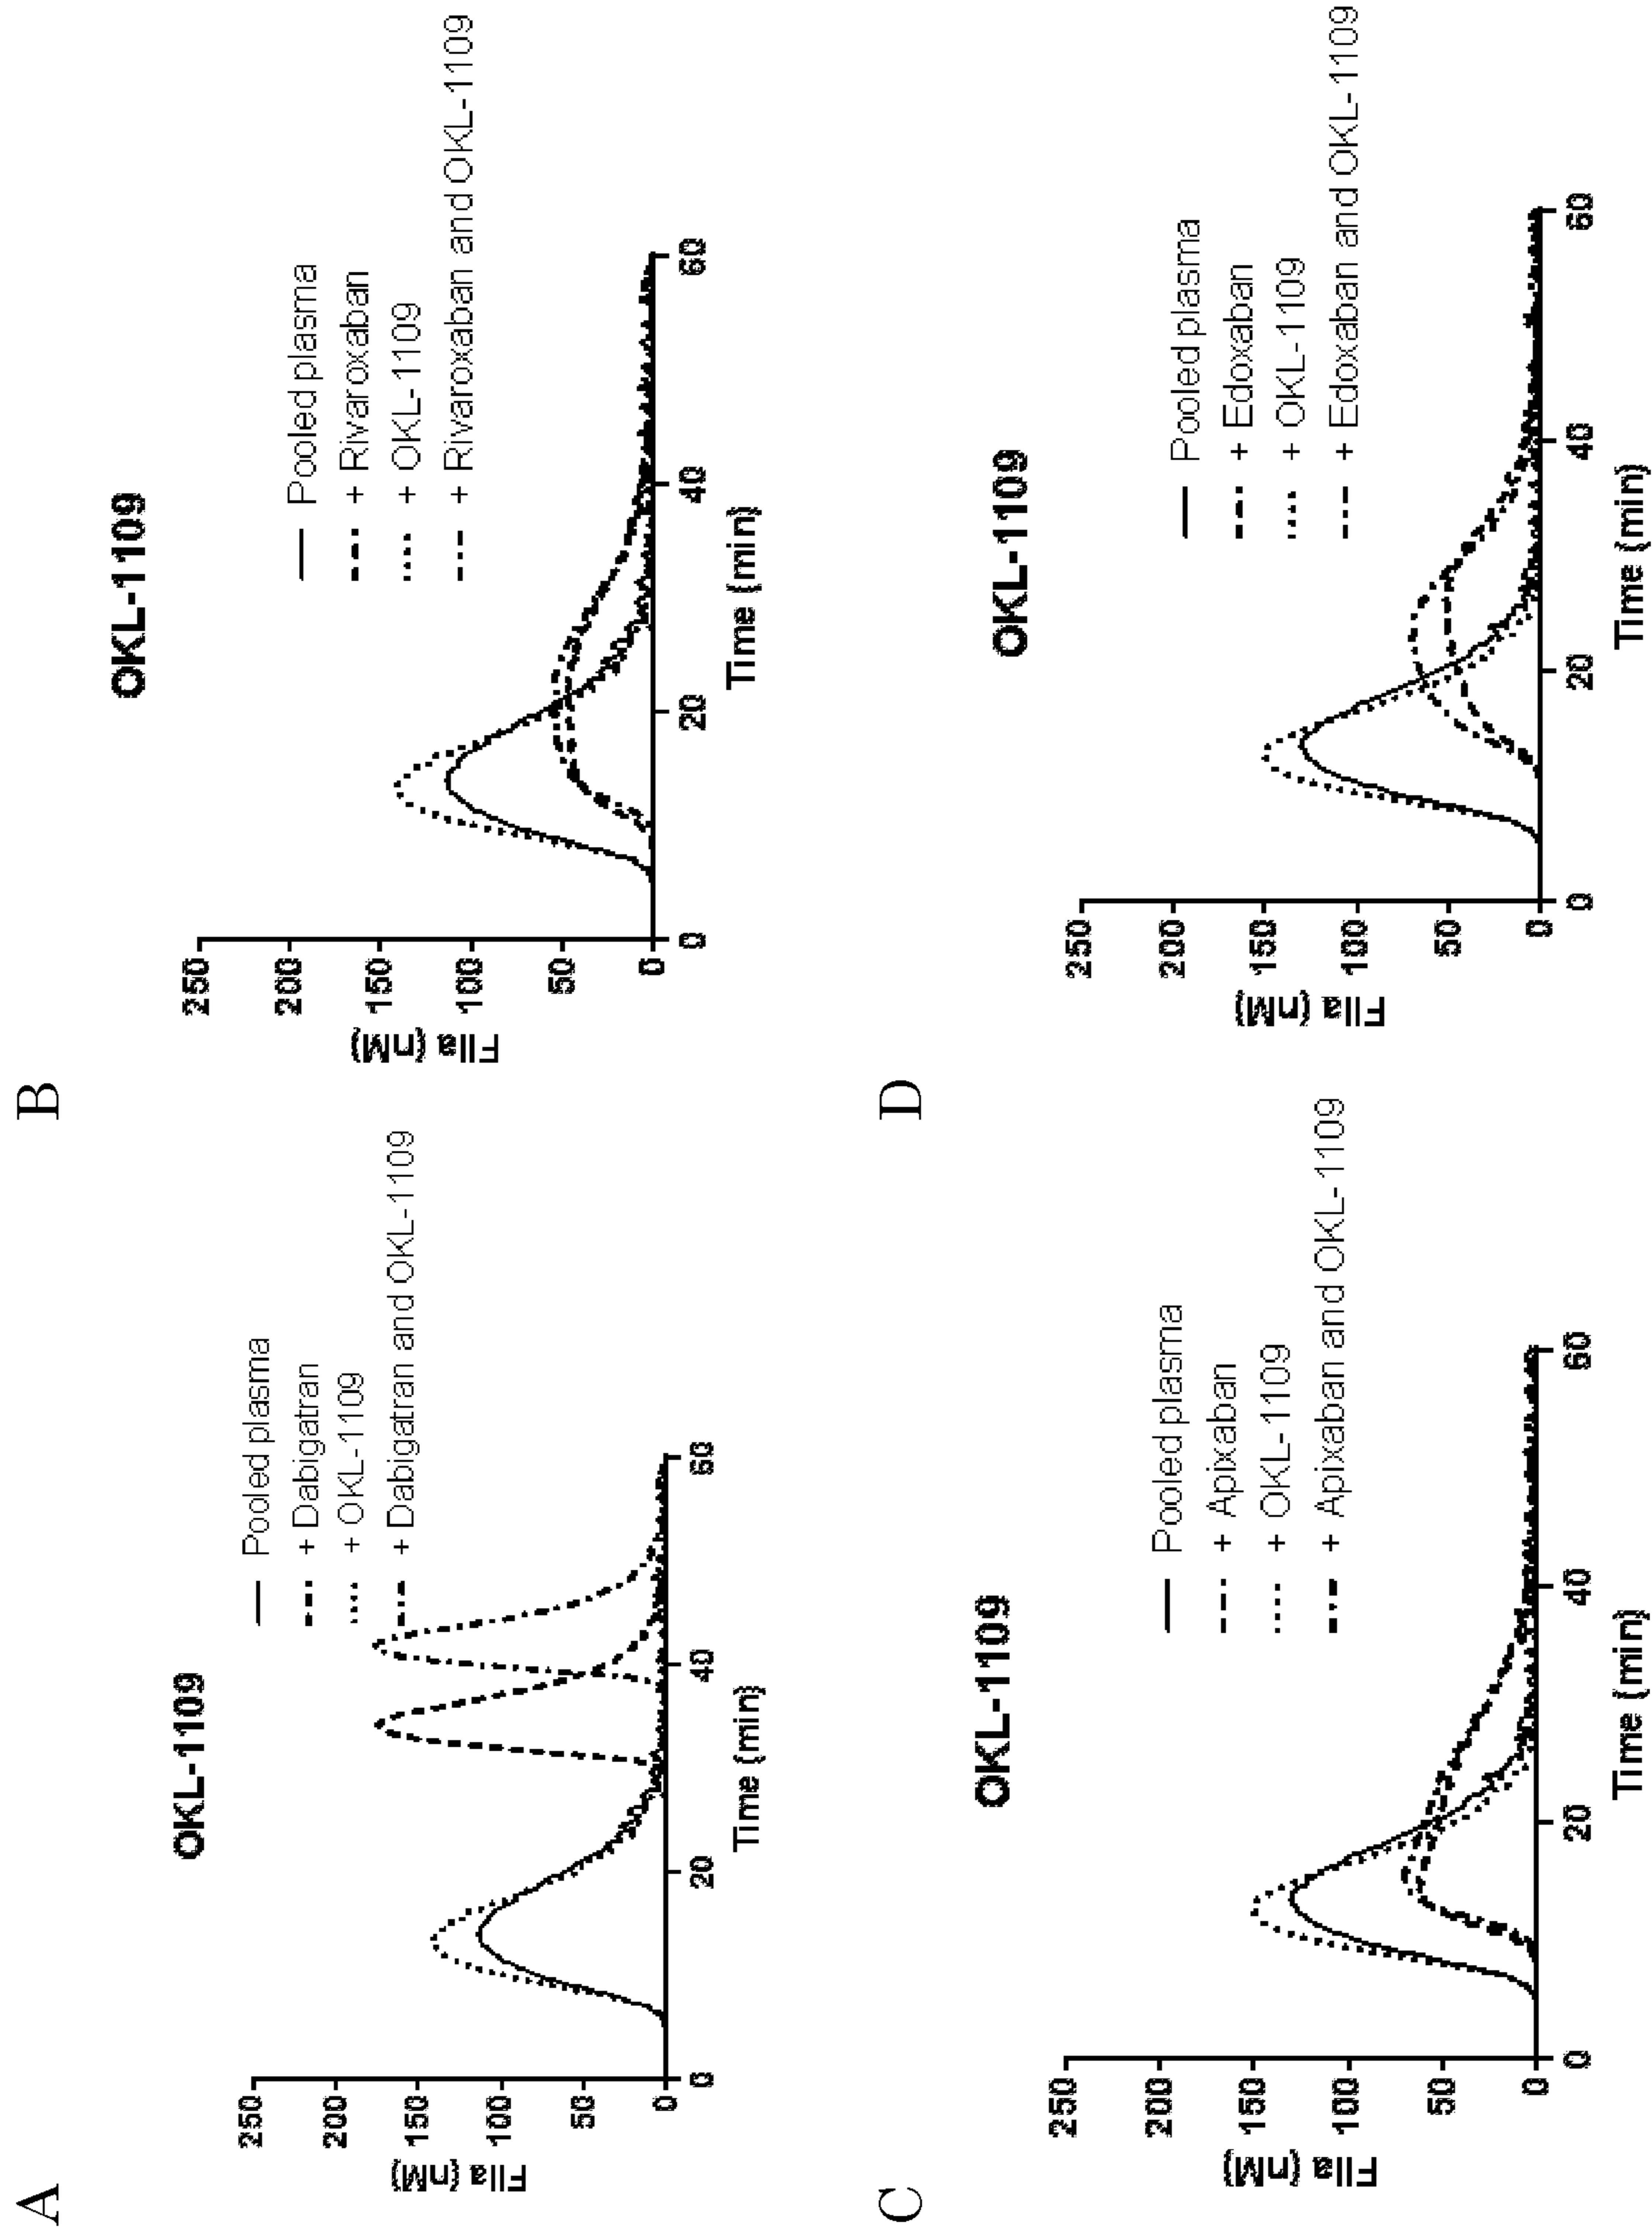 A
OKL-1109
Pooled plasma
+ Dabigatran
+ OKL-1109
+ Dabigatran and OKL-1109
FIIa (nM)
250
200
150
100
50
0
0
20
40
60
Time (min)
B
OKL-1109
Pooled plasma
+ Rivaroxaban
+ OKL-1109
+ Rivaroxaban and OKL-1109
FIIa (nM)
250
200
150
100
50
0
0
20
40
60
Time (min)
C
OKL-1109
Pooled plasma
+ Apixaban
+ OKL-1109
+ Apixaban and OKL-1109
FIIa (nM)
250
200
150
100
50
0
0
20
40
60
Time (min)
D
OKL-1109
Pooled plasma
+ Edoxaban
+ OKL-1109
+ Edoxaban and OKL-1109
FIIa (nM)
250
200
150
100
50
0
0
20
40
60
Time (min)